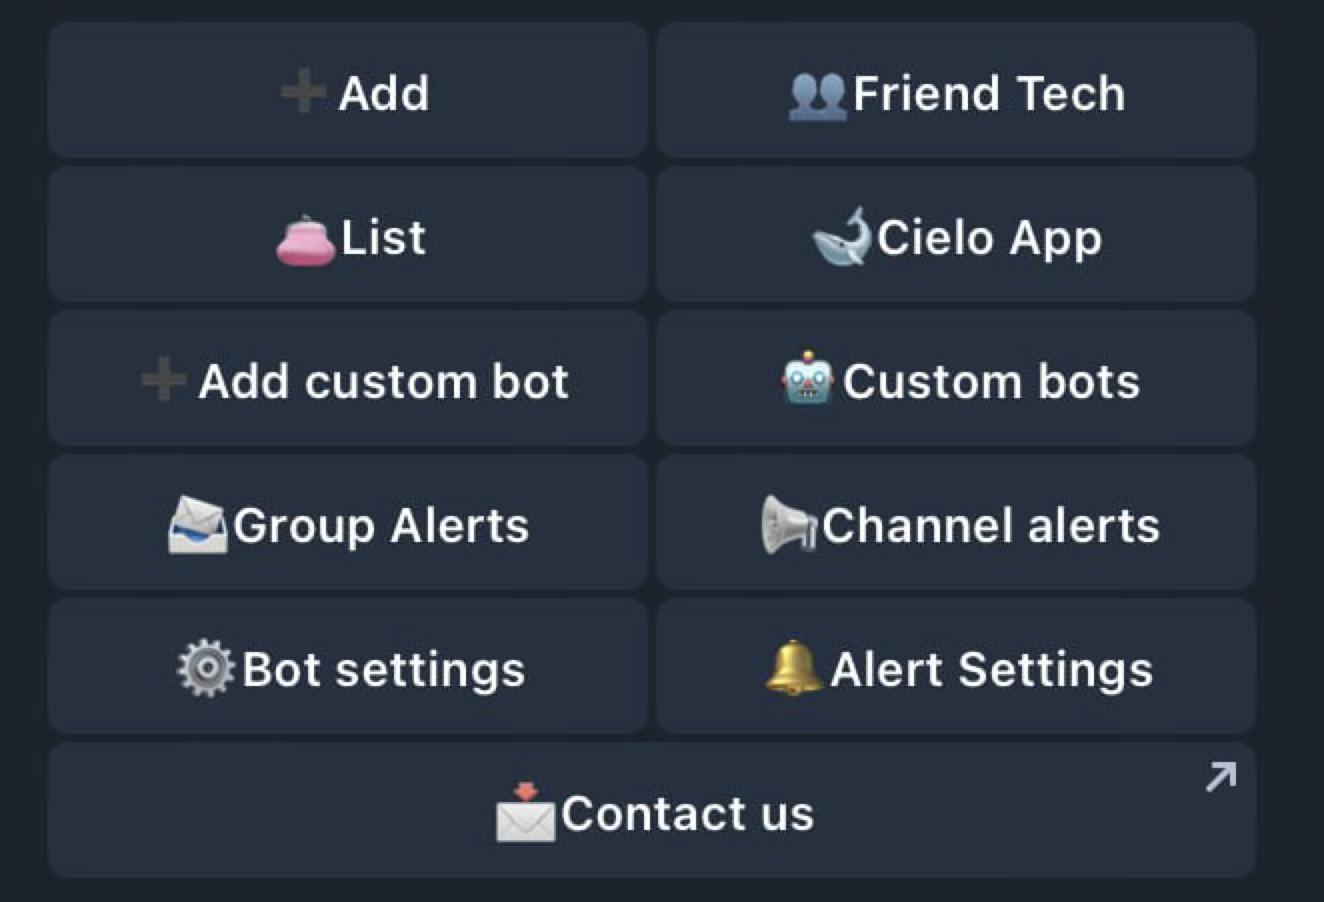 Add
Friend Tech
List
Cielo App
Add custom bot
Custom bots
Group Alerts
Channel alerts
Bot settings
Alert Settings
Contact us